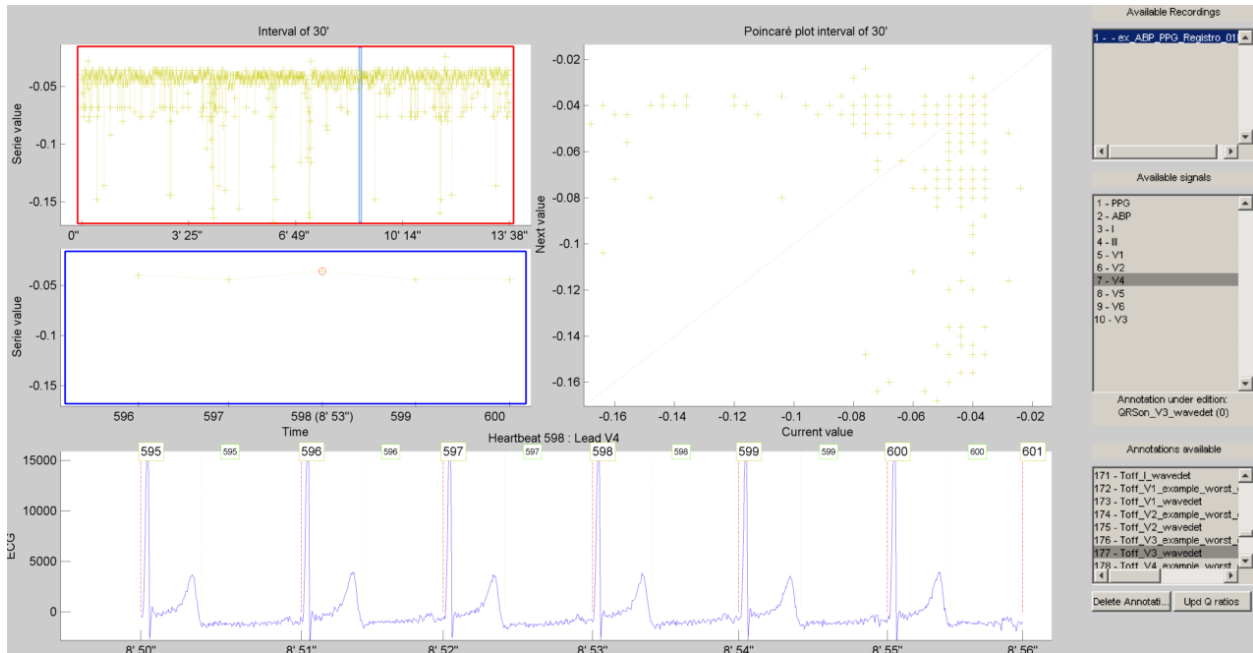 Interval of 30'
-0.05
-0.1
-0.15
Serie value
0"
3' 25"
6' 49"
10' 14"
13' 38"
-0.05
-0.1
-0.15
Serie value
596
597
598 (8' 53")
599
600
Time
Poincaré plot interval of 30'
-0.02
-0.04
-0.06
-0.08
-0.1
-0.12
-0.14
-0.16
Next value
-0.16
-0.14
-0.12
-0.1
-0.08
-0.06
-0.04
-0.02
Current value
Heartbeat 598 : Lead V4
595
595
596
596
597
597
598
598
599
599
600
600
601
15000
10000
5000
0
ECG
8' 50"
8' 51"
8' 52"
8' 53"
8' 54"
8' 55"
8' 56"
Available Recordings
1 - - ex_ABP_PPG_Registro_01
Available signals
1 - PPG
2 - ABP
3 - I
4 - II
5 - V1
6 - V2
7 - V4
8 - V5
9 - V6
10 - V3
Annotation under edition:
QRSon_V3_wavedet (0)
Annotations available
171 - Toff_I_wavedet
172 - Toff_V1_example_worst_
173 - Toff_V1_wavedet
174 - Toff_V2_example_worst_
175 - Toff_V2_wavedet
176 - Toff_V3_example_worst_
177 - Toff_V3_wavedet
178 - Toff_V4_example_worst_
Delete Annotati...
Upd Q ratios